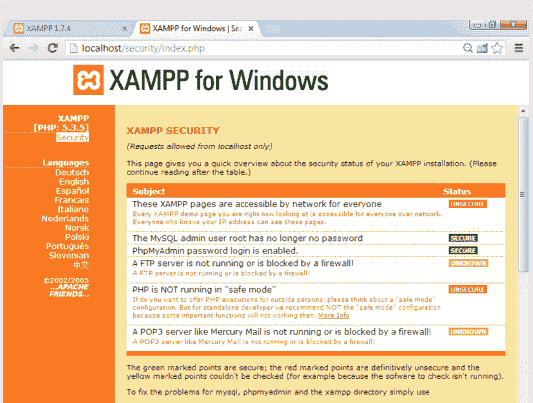 XAMPP 1.7.4
XAMPP for Windows | Sec
localhost/security/index.php
XAMPP for Windows
XAMPP
[PHP: 5.3.5]
Security
Languages
Deutsch
English
Español
Francais
Italiano
Nederlands
Norsk
Polski
Português
Slovenian
中文
©2002/2005
...APACHE
FRIENDS...
XAMPP SECURITY
(Requests allowed from localhost only)
This page gives you a quick overview about the security status of your XAMPP installation. (Please
continue reading after the table.)
Subject Status
These XAMPP pages are accessible by network for everyone UNSECURE
Every XAMPP demo page you are right now looking at is accessible for everyone over network.
Everyone who knows your IP address can see these pages.
The MySQL admin user root has no longer no password SECURE
PhpMyAdmin password login is enabled. SECURE
A FTP server is not running or is blocked by a firewall! UNKNOWN
A FTP server is not running or is blocked by a firewall!
PHP is NOT running in "safe mode" UNSECURE
If do you want to offer PHP executions for outside persons, please think about a "safe mode"
configuration. But for standalone developer we recommend NOT the "safe mode" configuration
because some important functions will not working then. More Info
A POP3 server like Mercury Mail is not running or is blocked by a firewall! UNKNOWN
A POP3 server like Mercury Mail is not running or is blocked by a firewall!
The green marked points are secure; the red marked points are definitively unsecure and the
yellow marked points couldn't be checked (for example because the sofware to check isn't running).
To fix the problems for mysql, phpmyadmin and the xampp directory simply use